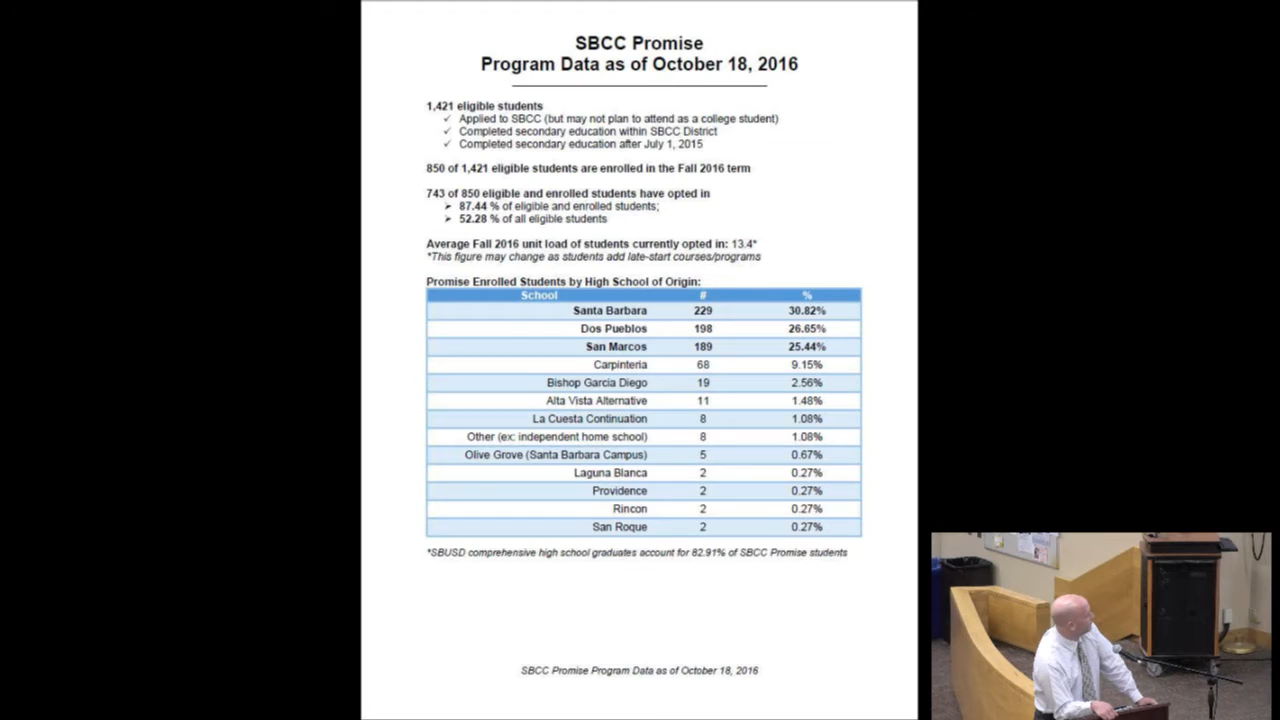 SBCC Promise
Program Data as of October 18, 2016
1,421 eligible students
✓ Applied to SBCC (but may not plan to attend as a college student)
✓ Completed secondary education within SBCC District
✓ Completed secondary education after July 1, 2015
850 of 1,421 eligible students are enrolled in the Fall 2016 term
743 of 850 eligible and enrolled students have opted in
➢ 87.44 % of eligible and enrolled students;
➢ 52.28 % of all eligible students
Average Fall 2016 unit load of students currently opted in: 13.4*
*This figure may change as students add late-start courses/programs
Promise Enrolled Students by High School of Origin:
School # %
Santa Barbara 229 30.82%
Dos Pueblos 198 26.65%
San Marcos 189 25.44%
Carpinteria 68 9.15%
Bishop Garcia Diego 19 2.56%
Alta Vista Alternative 11 1.48%
La Cuesta Continuation 8 1.08%
Other (ex: independent home school) 8 1.08%
Olive Grove (Santa Barbara Campus) 5 0.67%
Laguna Blanca 2 0.27%
Providence 2 0.27%
Rincon 2 0.27%
San Roque 2 0.27%
*SBUSD comprehensive high school graduates account for 82.91% of SBCC Promise students
SBCC Promise Program Data as of October 18, 2016